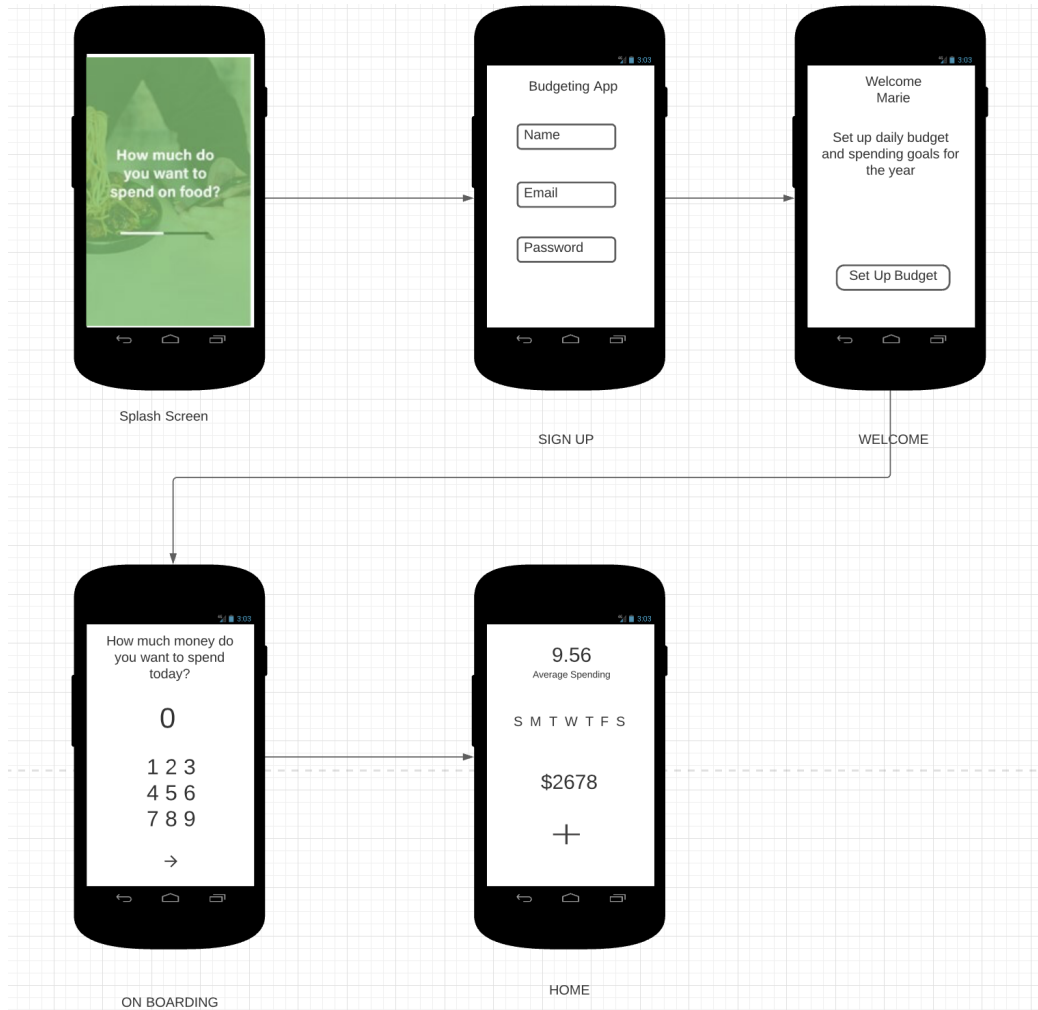 How much do
you want to
spend on food?
Splash Screen
3:03
Budgeting App
Name
Email
Password
SIGN UP
3:03
Welcome
Marie
Set up daily budget
and spending goals for
the year
Set Up Budget
WELCOME
3:03
How much money do
you want to spend
today?
0
1 2 3
4 5 6
7 8 9
ON BOARDING
3:03
9.56
Average Spending
S M T W T F S
$2678
HOME